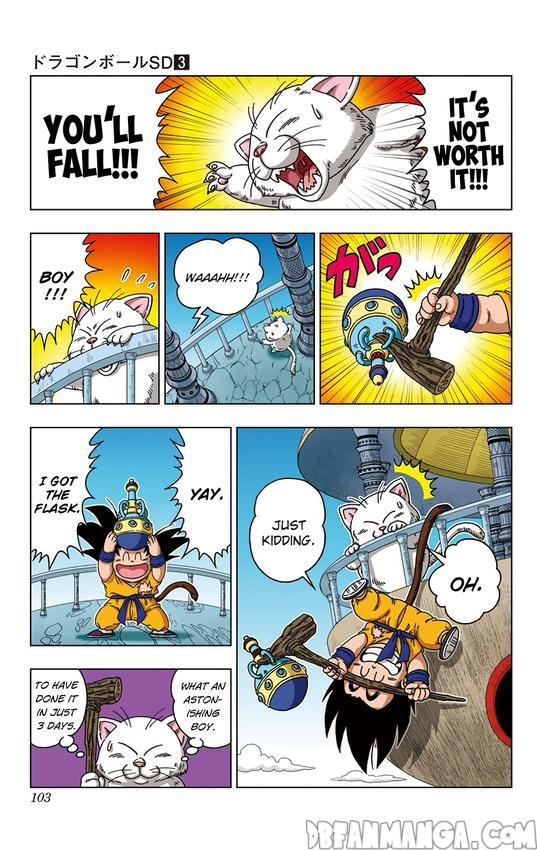 ドラゴンボールSD3
IT'S
NOT
WORTH
IT!!!
YOU'LL
FALL!!!
ガッ
WAAAHH!!!
BOY
!!!
JUST
KIDDING.
OH.
YAY.
I GOT
THE
FLASK.
WHAT AN
ASTON-
ISHING
BOY.
TO HAVE
DONE IT
IN JUST
3 DAYS.
103
DBFANMANGA.COM